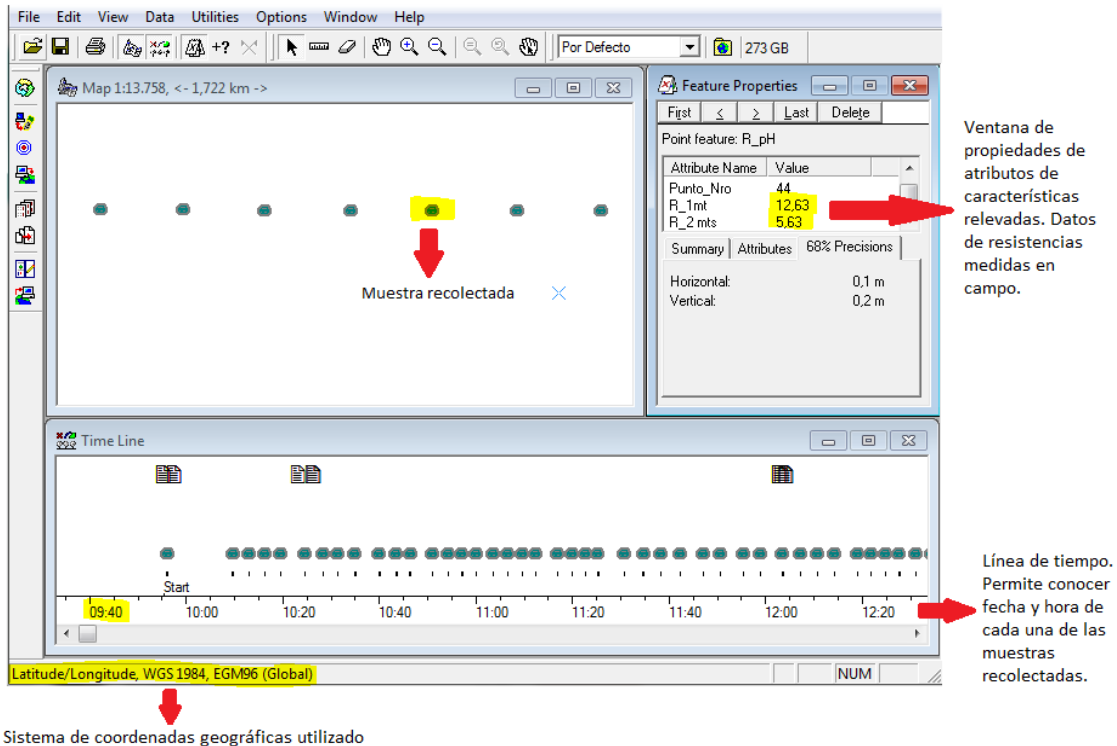 File Edit View Data Utilities Options Window Help
+? Por Defecto 273 GB
Map 1:13.758, <- 1,722 km ->
Muestra recolectada
Feature Properties
First < > Last Delete
Point feature: R_pH
Attribute Name Value
Punto_Nro 44
R_1mt 12,63
R_2 mts 5,63
Summary Attributes 68% Precisions
Horizontal: 0,1 m
Vertical: 0,2 m
Ventana de
propiedades de
atributos de
características
relevadas. Datos
de resistencias
medidas en
campo.
Time Line
Start
09:40 10:00 10:20 10:40 11:00 11:20 11:40 12:00 12:20
Línea de tiempo.
Permite conocer
fecha y hora de
cada una de las
muestras
recolectadas.
Latitude/Longitude, WGS 1984, EGM96 (Global) NUM
Sistema de coordenadas geográficas utilizado